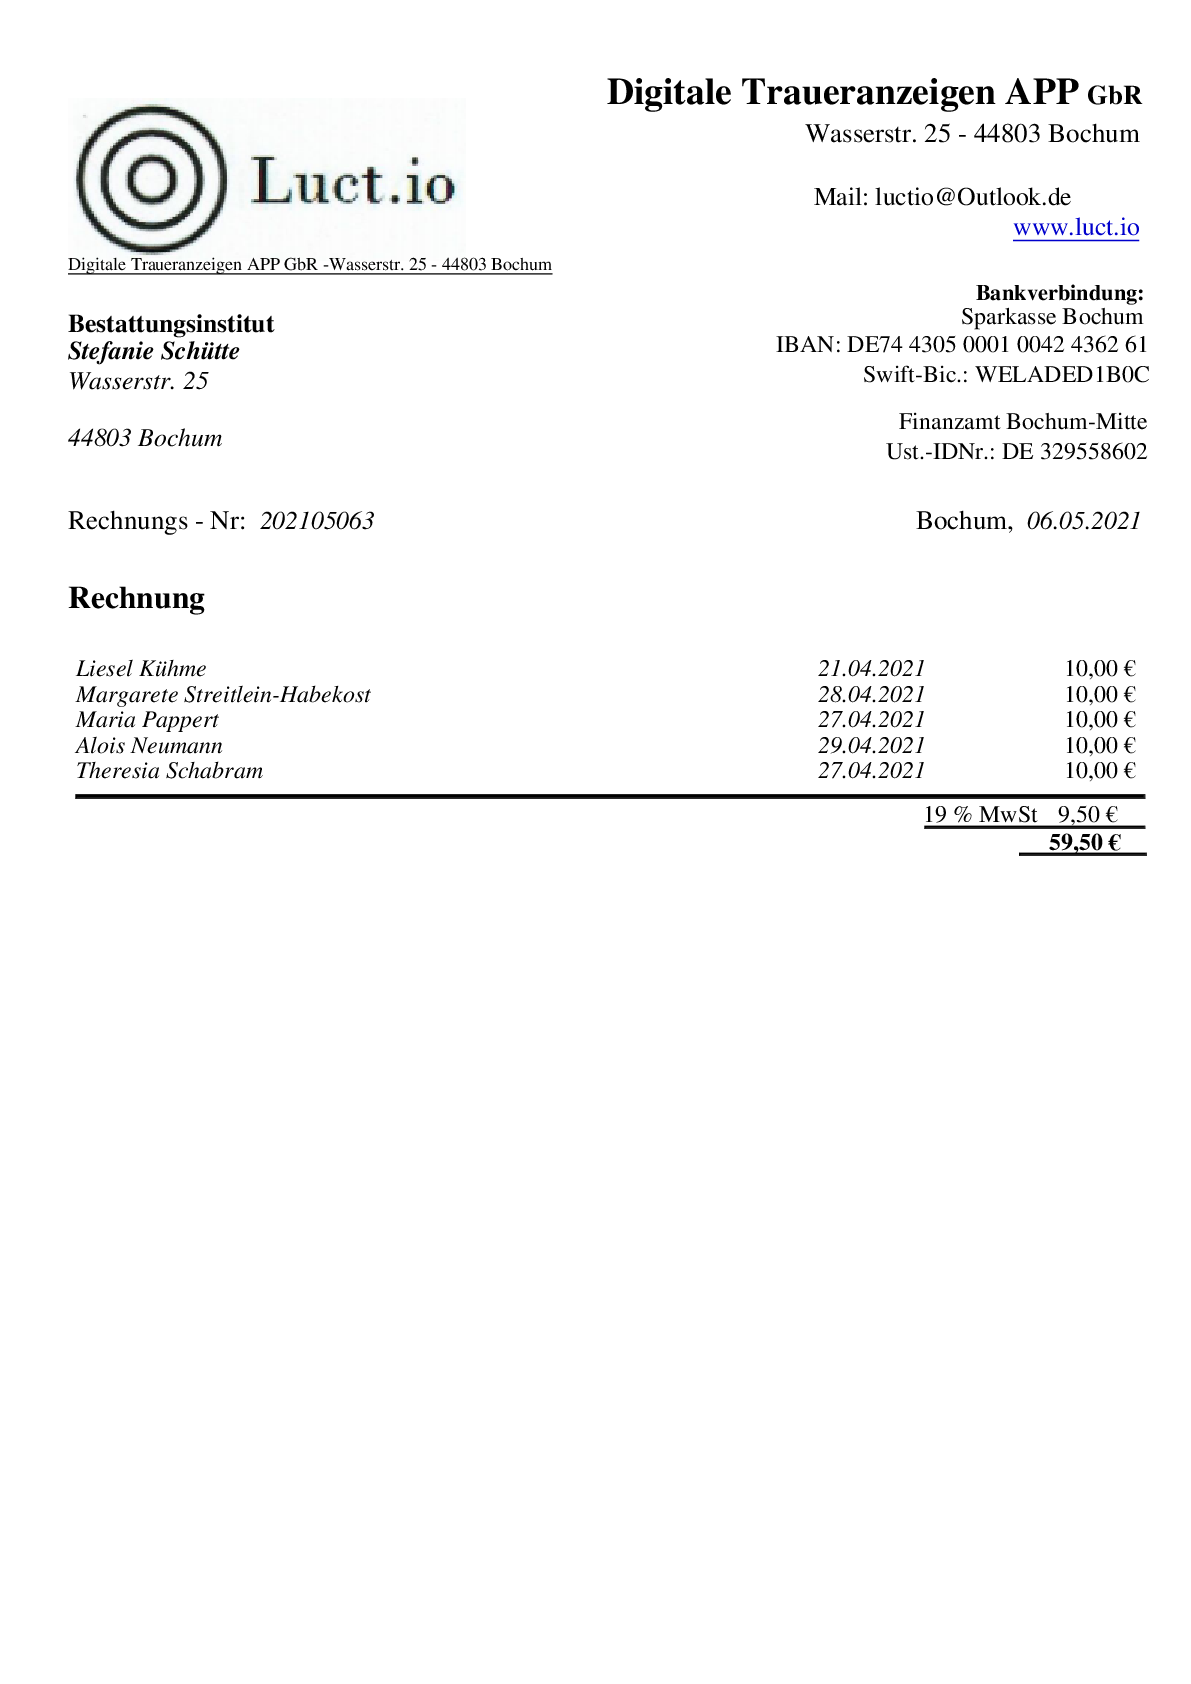 Digitale Traueranzeigen APP GbR
Wasserstr. 25 - 44803 Bochum
Luct.io
Mail: luctio@Outlook.de
www.luct.io
Digitale Traueranzeigen APP GbR -Wasserstr. 25 - 44803 Bochum
Bankverbindung:
Sparkasse Bochum
IBAN: DE74 4305 0001 0042 4362 61
Swift-Bic.: WELADED1B0C
Finanzamt Bochum-Mitte
Ust.-IDNr.: DE 329558602
Bestattungsinstitut
Stefanie Schütte
Wasserstr. 25
44803 Bochum
Rechnungs - Nr: 202105063 Bochum, 06.05.2021
Rechnung
Liesel Kühme 21.04.2021 10,00 €
Margarete Streitlein-Habekost 28.04.2021 10,00 €
Maria Pappert 27.04.2021 10,00 €
Alois Neumann 29.04.2021 10,00 €
Theresia Schabram 27.04.2021 10,00 €
19 % MwSt 9,50 €
59,50 €